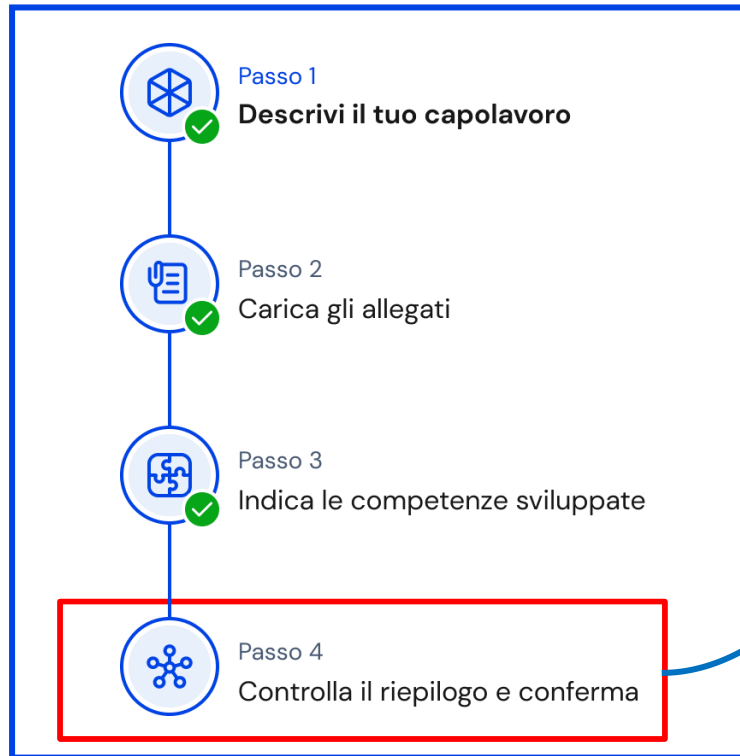 Passo 1
Descrivi il tuo capolavoro
Passo 2
Carica gli allegati
Passo 3
Indica le competenze sviluppate
Passo 4
Controlla il riepilogo e conferma